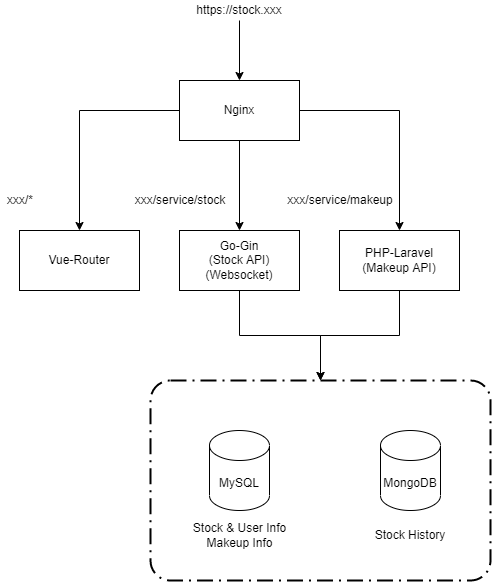 https://stock.xxx
Nginx
xxx/*
xxx/service/stock
xxx/service/makeup
Vue-Router
Go-Gin
(Stock API)
(Websocket)
PHP-Laravel
(Makeup API)
MySQL
MongoDB
Stock & User Info
Makeup Info
Stock History